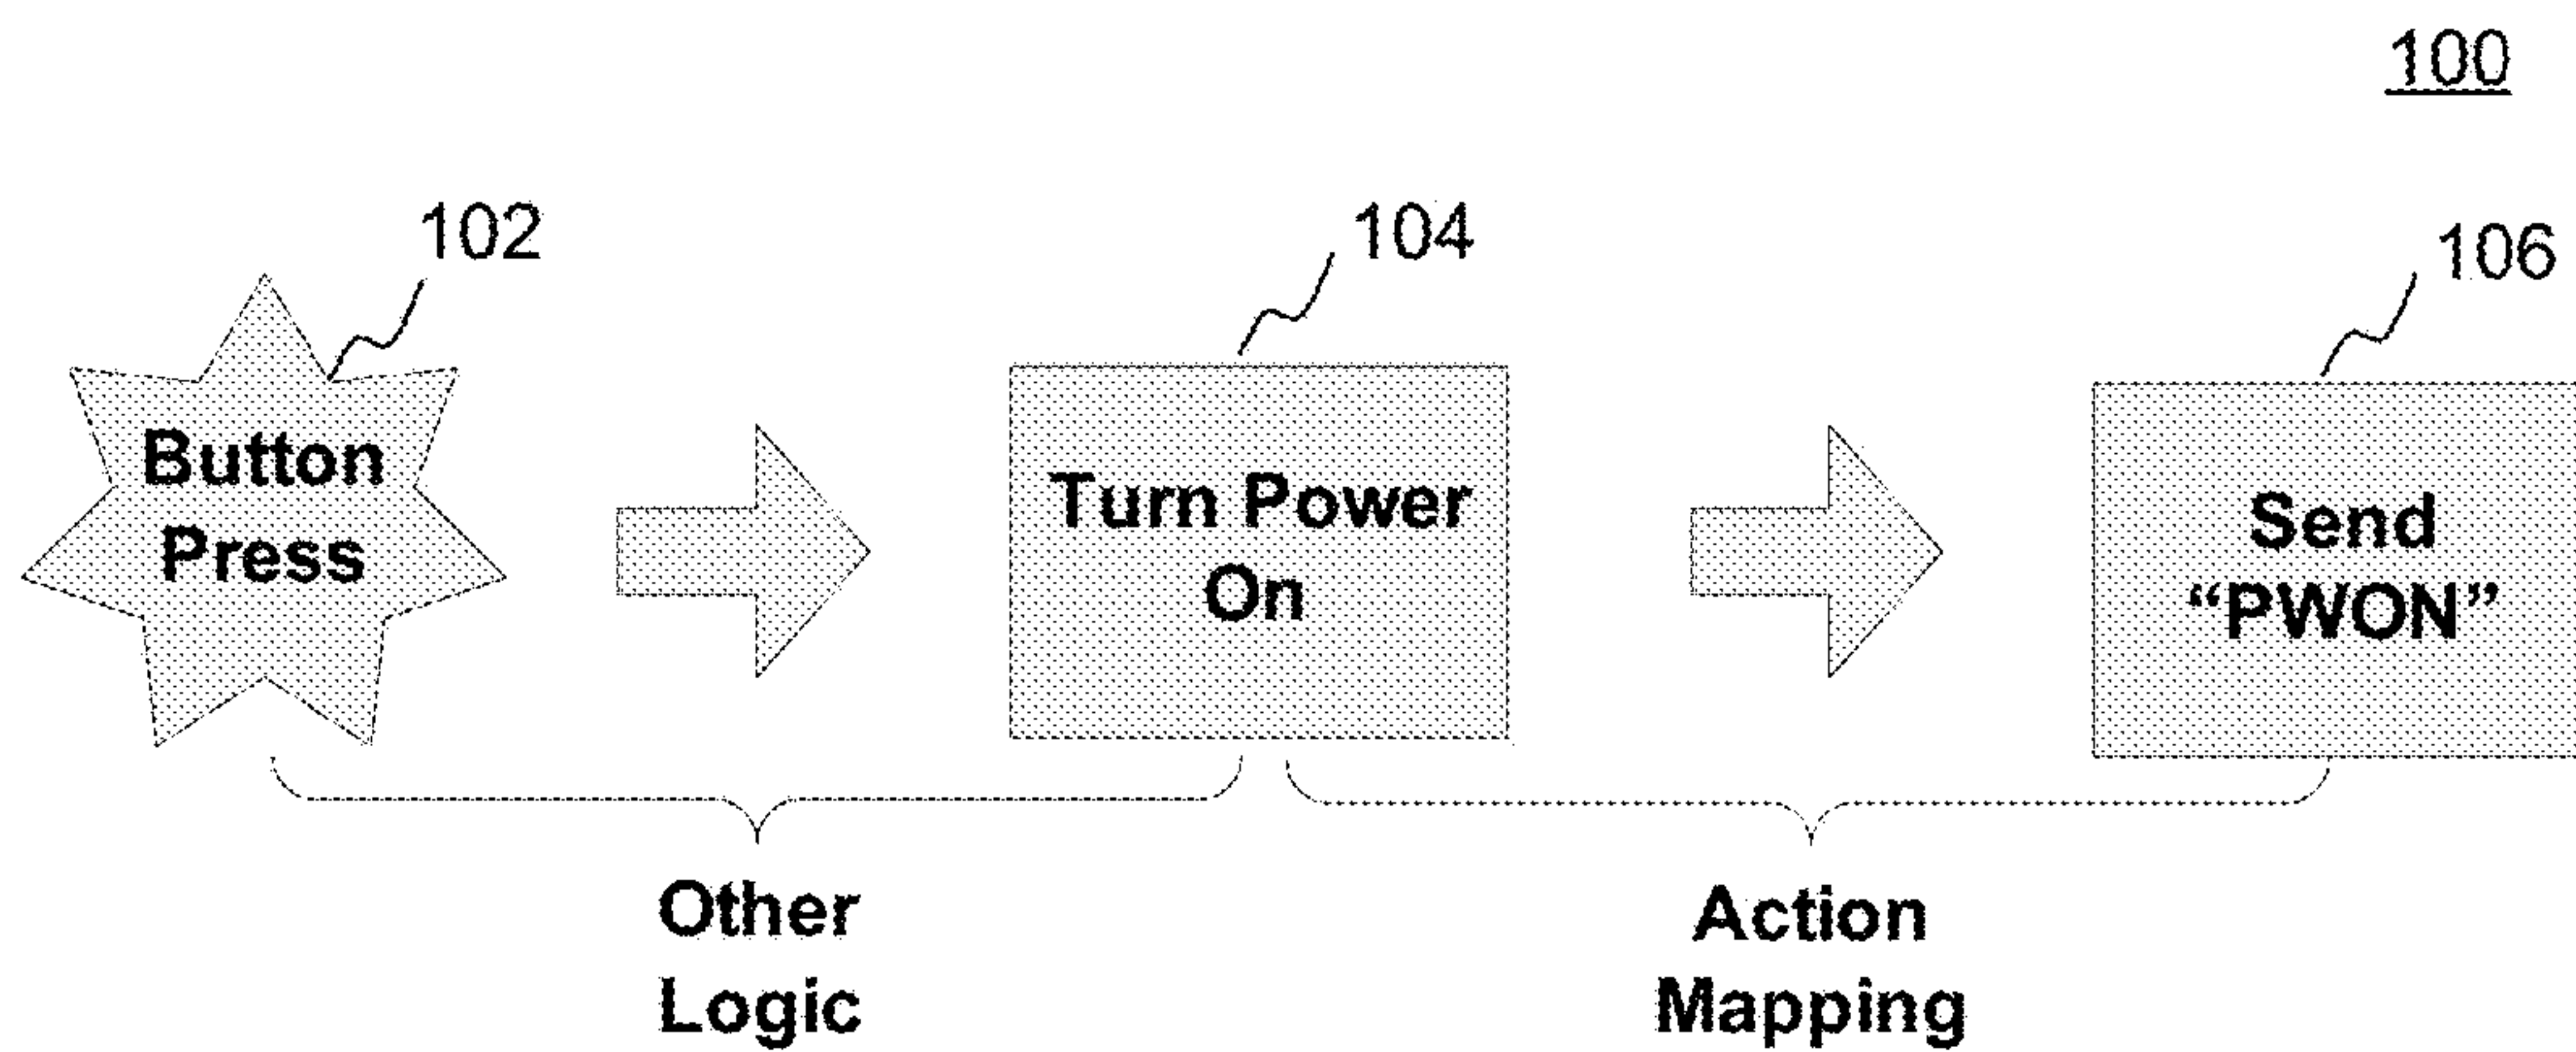 100
102
104
106
Button
Press
Turn Power
On
Send
“PWON”
Other
Logic
Action
Mapping